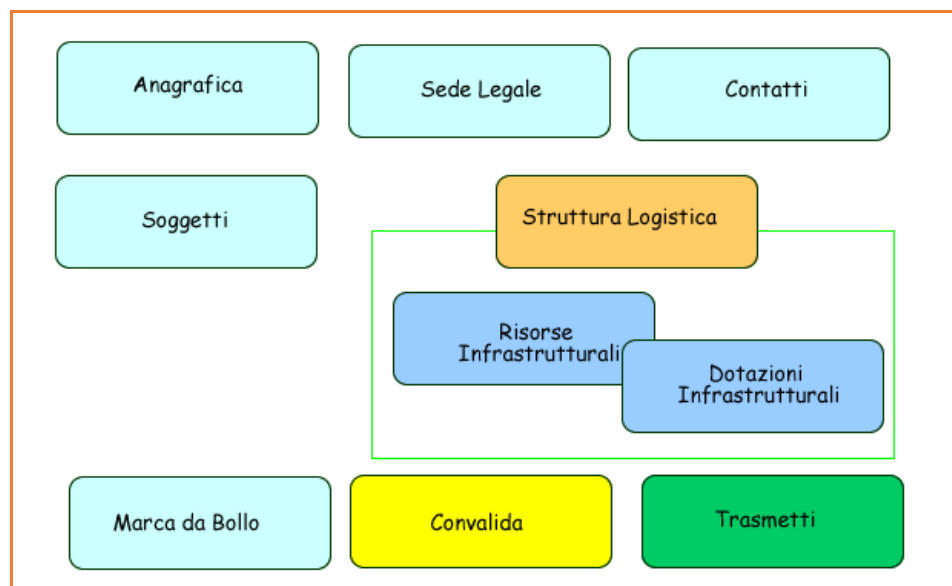 Anagrafica
Sede Legale
Contatti
Soggetti
Struttura Logistica
Risorse
Infrastrutturali
Dotazioni
Infrastrutturali
Marca da Bollo
Convalida
Trasmetti